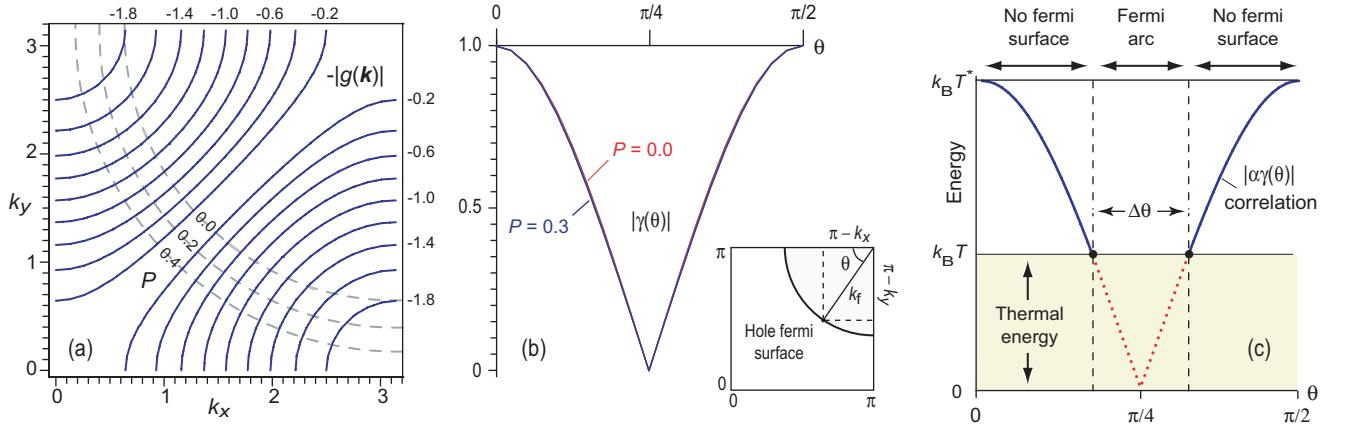 -1.8 -1.4 -1.0 -0.6 -0.2
-|g(k)|
3
2
1
0
ky
-0.2
-0.6
-1.0
-1.4
-1.8
0.0
0.2
0.4
P
(a)
0 1 2 3
kx
0 π/4 π/2
θ
1.0
0.5
0
P = 0.0
P = 0.3
|γ(θ)|
(b)
π − kx
π
θ
kf
π − ky
Hole fermi
surface
0
π
No fermi
surface
Fermi
arc
No fermi
surface
kBT*
Energy
|αγ(θ)|
correlation
Δθ
kBT
Thermal
energy
(c)
0
θ
0 π/4 π/2